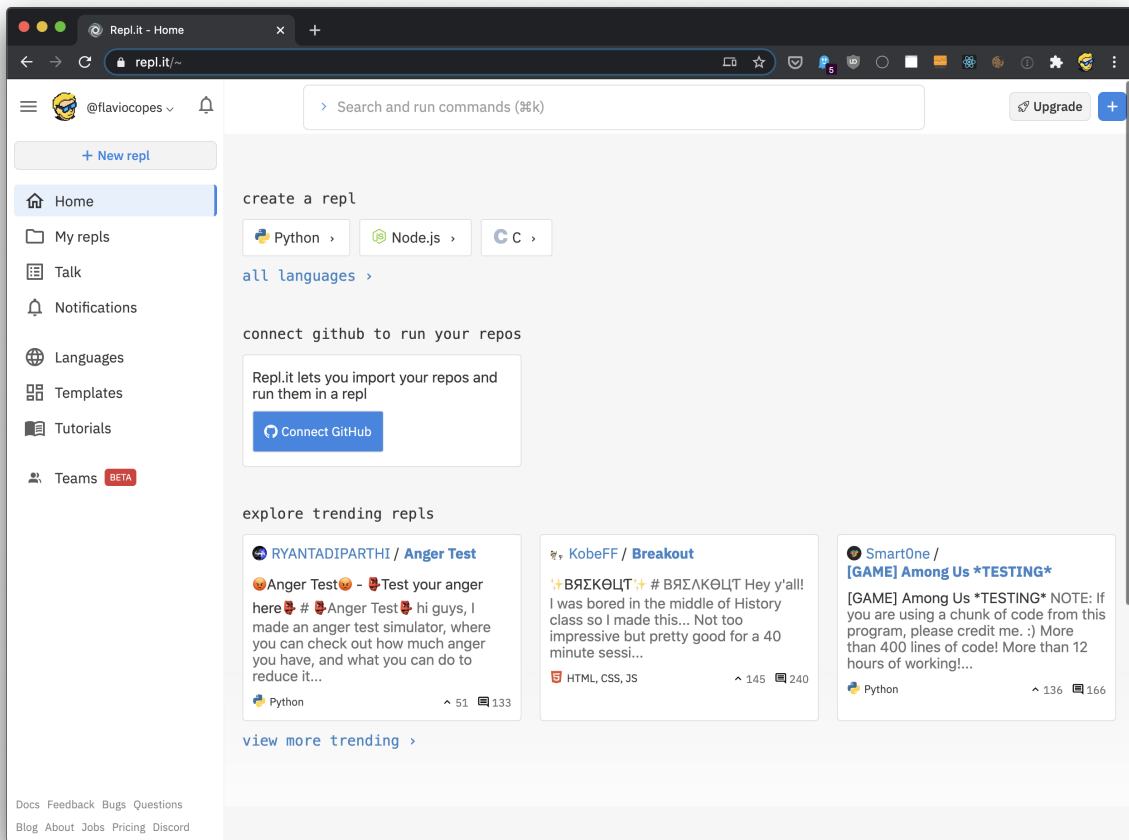 Repl.it - Home
repl.it/~
5
@flaviocopes
Search and run commands (⌘k)
Upgrade
+ New repl
Home
My repls
Talk
Notifications
Languages
Templates
Tutorials
Teams BETA
Docs Feedback Bugs Questions
Blog About Jobs Pricing Discord
create a repl
Python ›
Node.js ›
C C ›
all languages ›
connect github to run your repos
Repl.it lets you import your repos and
run them in a repl
Connect GitHub
explore trending repls
RYANTADIPARTHI / Anger Test
😡Anger Test😡 - 👺Test your anger
here👺 # 👺Anger Test👺 hi guys, I
made an anger test simulator, where
you can check out how much anger
you have, and what you can do to
reduce it...
Python 51 133
KobeFF / Breakout
✨BЯΣKѲЦƬ✨ # BЯΣΛKѲЦƬ Hey y'all!
I was bored in the middle of History
class so I made this... Not too
impressive but pretty good for a 40
minute sessi...
HTML, CSS, JS 145 240
Smart0ne /
[GAME] Among Us *TESTING*
[GAME] Among Us *TESTING* NOTE: If
you are using a chunk of code from this
program, please credit me. :) More
than 400 lines of code! More than 12
hours of working!...
Python 136 166
view more trending ›